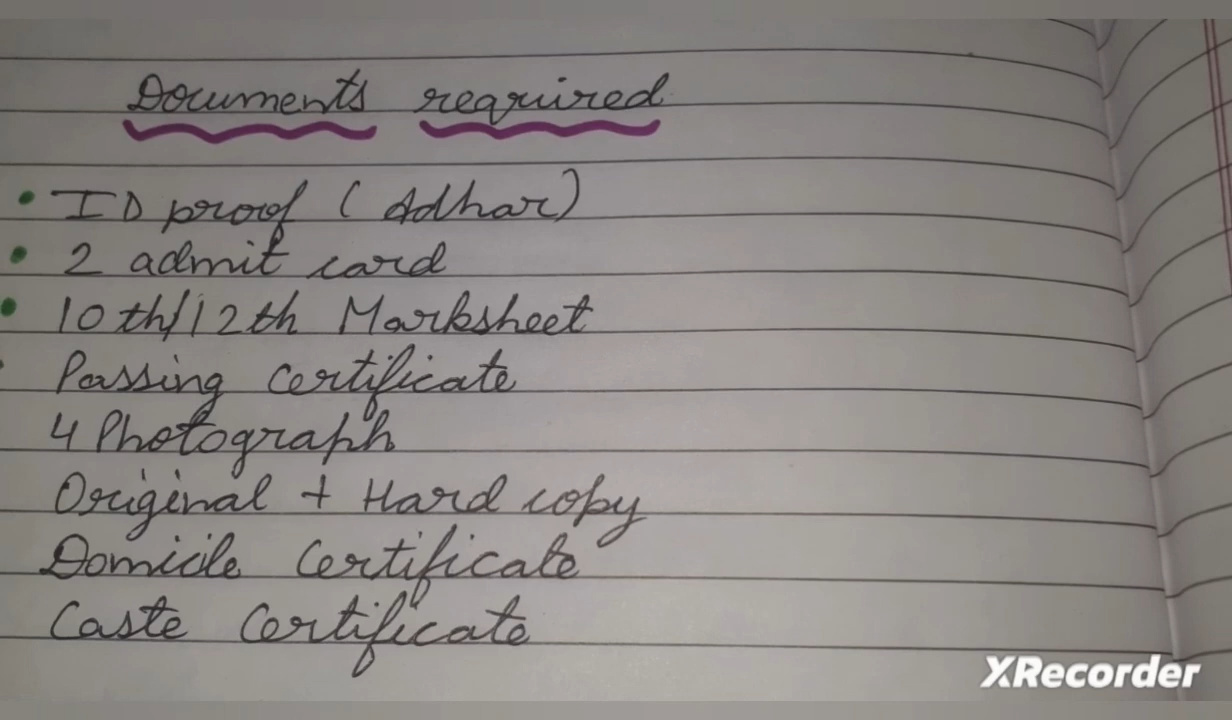 Documents required
• ID proof ( Adhar)
• 2 admit card
• 10th/12th Marksheet
Passing Certificate
4 Photograph
Original + Hard copy
Domicile Certificate
Caste Certificate
XRecorder